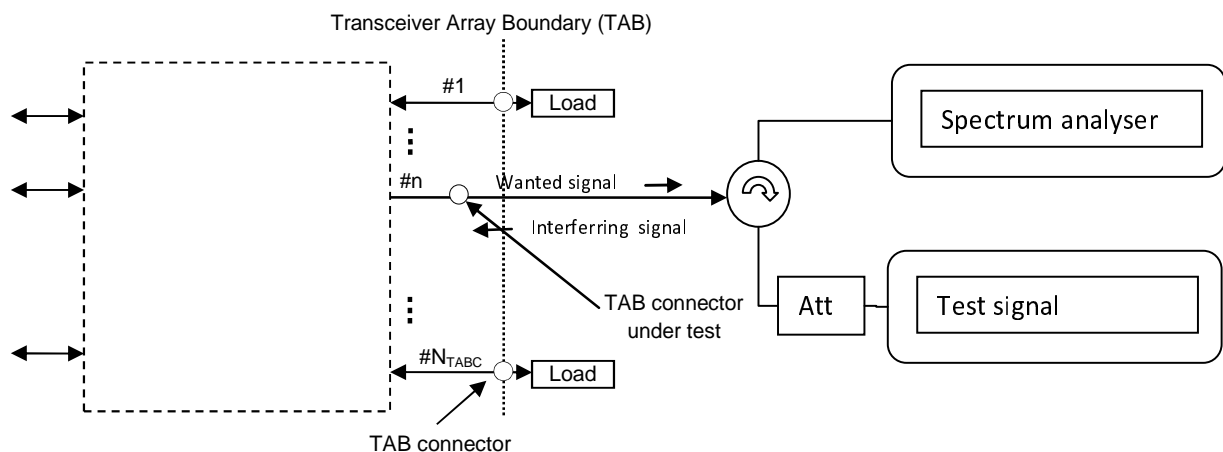 Transceiver Array Boundary (TAB)
#1
Load
Spectrum analyser
#n
Wanted signal
Interferring signal
TAB connector
under test
Att
Test signal
#NTABC
Load
TAB connector